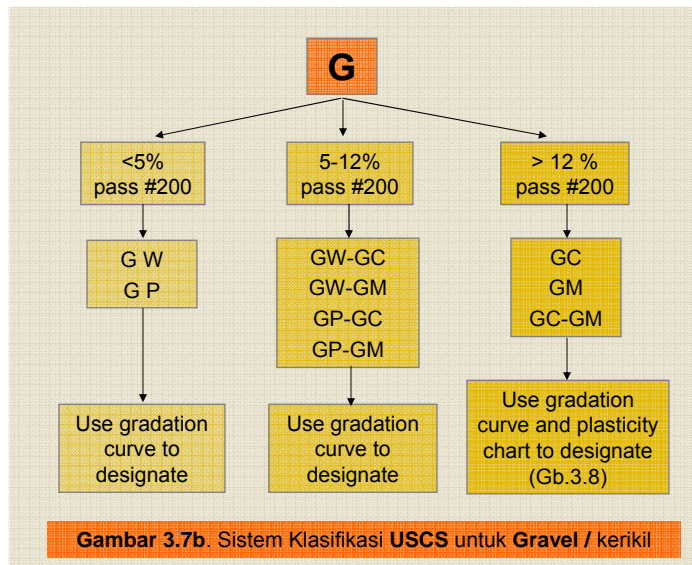 G
<5%
pass #200
5-12%
pass #200
> 12 %
pass #200
G W
G P
GW-GC
GW-GM
GP-GC
GP-GM
GC
GM
GC-GM
Use gradation
curve to
designate
Use gradation
curve to
designate
Use gradation
curve and plasticity
chart to designate
(Gb.3.8)
Gambar 3.7b. Sistem Klasifikasi USCS untuk Gravel / kerikil